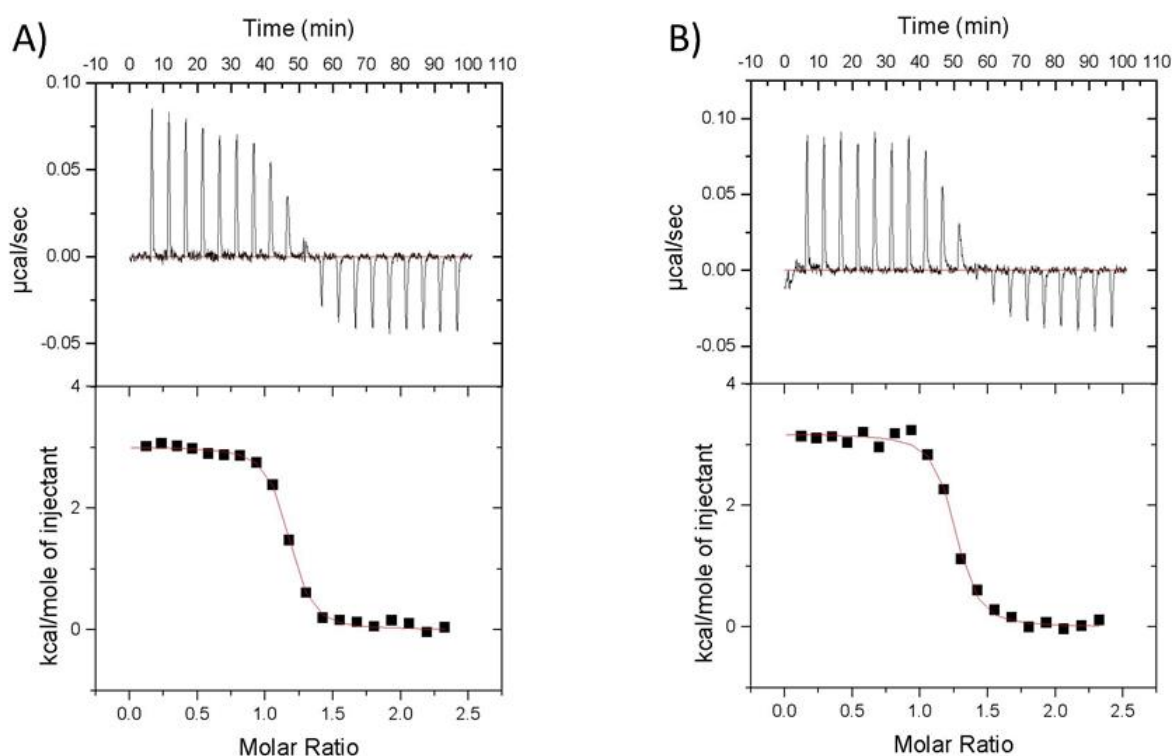 A)
Time (min)
-10 0 10 20 30 40 50 60 70 80 90 100 110
0.10
0.05
0.00
-0.05
µcal/sec
4
2
0
kcal/mole of injectant
0.0 0.5 1.0 1.5 2.0 2.5
Molar Ratio
B)
Time (min)
-10 0 10 20 30 40 50 60 70 80 90 100 110
0.10
0.05
0.00
-0.05
µcal/sec
4
2
0
kcal/mole of injectant
0.0 0.5 1.0 1.5 2.0 2.5
Molar Ratio